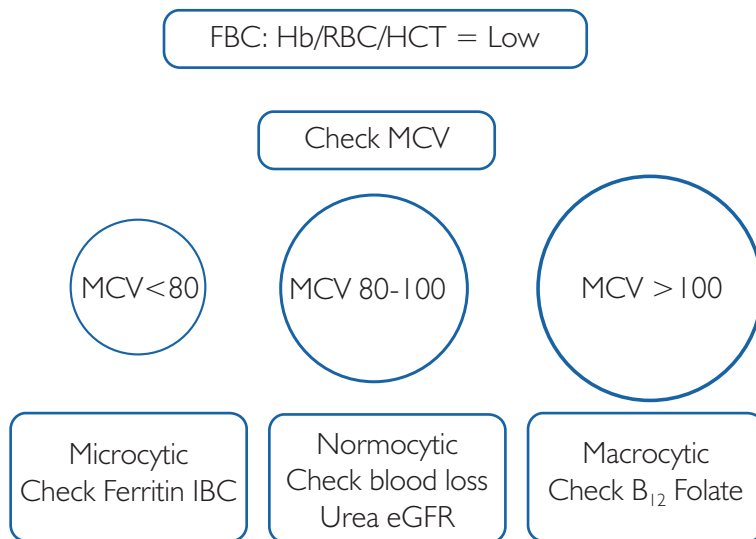 FBC: Hb/RBC/HCT = Low
Check MCV
MCV<80
MCV 80-100
MCV >100
Microcytic
Check Ferritin IBC
Normocytic
Check blood loss
Urea eGFR
Macrocytic
Check B₁₂ Folate